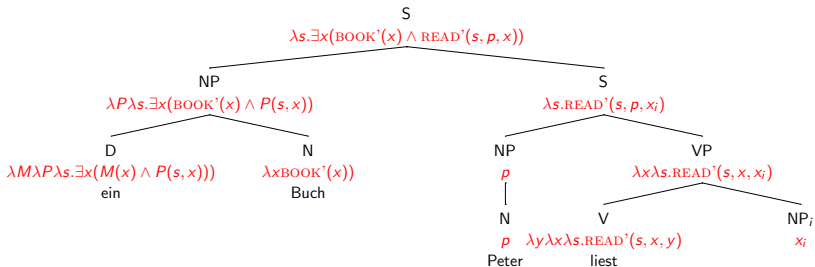 S
λs.∃x(BOOK'(x) ∧ READ'(s, p, x))
NP S
λPλs.∃x(BOOK'(x) ∧ P(s, x)) λs.READ'(s, p, xᵢ)
D N NP VP
λMλPλs.∃x(M(x) ∧ P(s, x))) λxBOOK'(x)) p λxλs.READ'(s, x, xᵢ)
ein Buch
N V NPᵢ
p λyλxλs.READ'(s, x, y) xᵢ
Peter liest